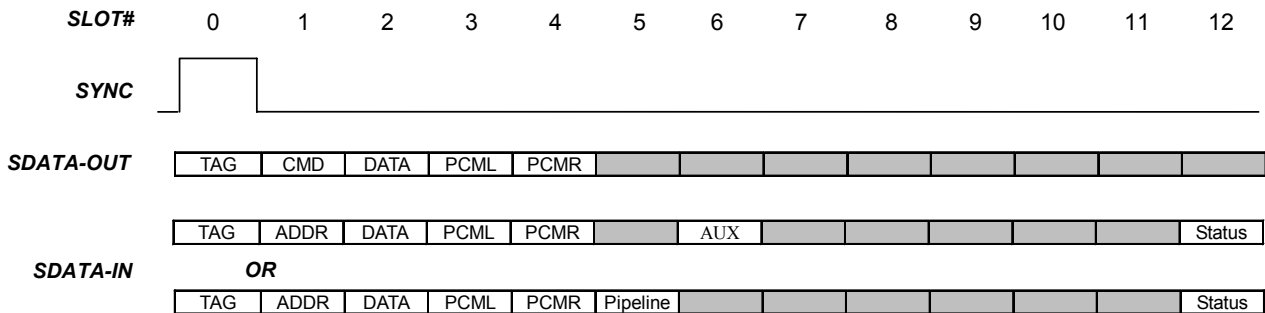 SLOT# 0 1 2 3 4 5 6 7 8 9 10 11 12
SYNC
SDATA-OUT TAG CMD DATA PCML PCMR
TAG ADDR DATA PCML PCMR AUX Status
SDATA-IN OR
TAG ADDR DATA PCML PCMR Pipeline Status